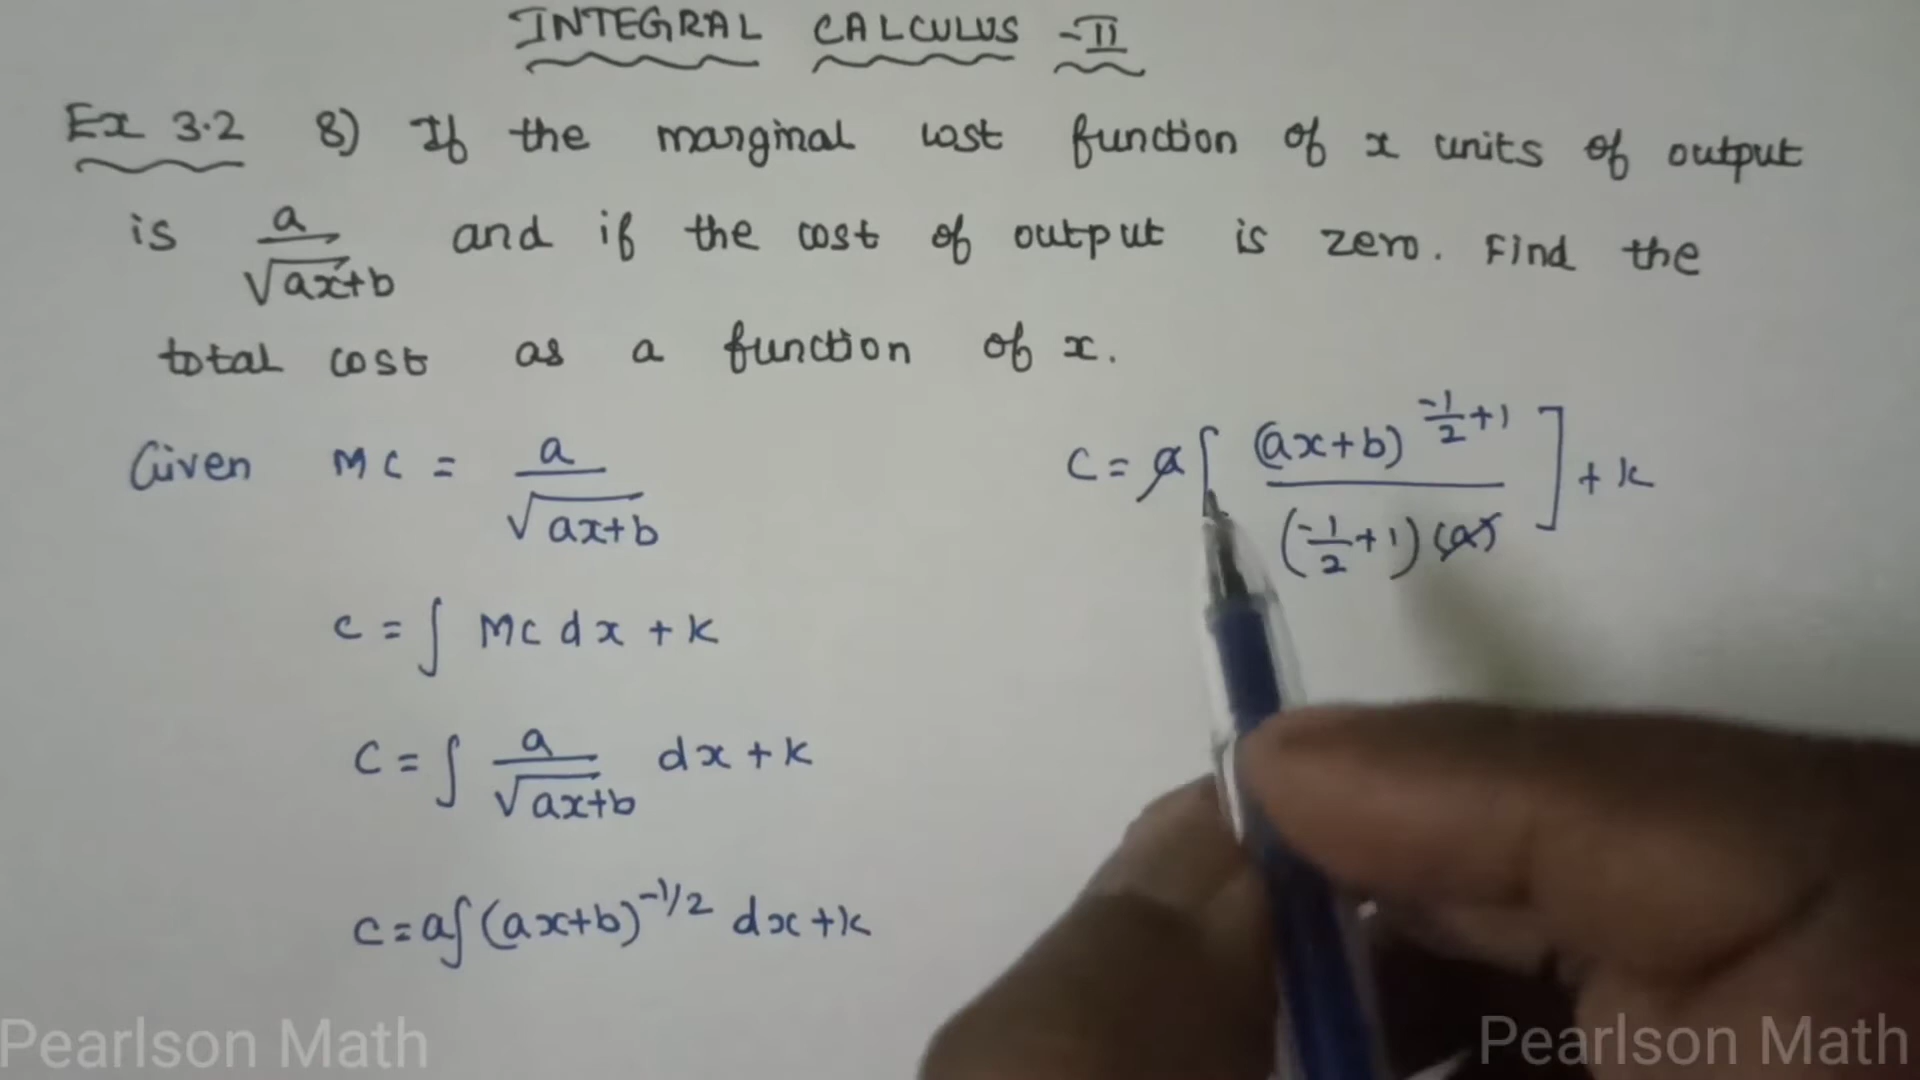 INTEGRAL CALCULUS - II
Ex 3.2 8) If the marginal cost function of x units of output
is a/√(ax+b) and if the cost of output is zero. Find the
total cost as a function of x.
Given MC = a/√(ax+b)
c = ∫ MC dx + k
C = ∫ a/√(ax+b) dx + k
C = a∫(ax+b)^(-1/2) dx + k
C = a[(ax+b)^(-1/2 + 1) / (-1/2 + 1)(a)] + k
Pearlson Math
Pearlson Math